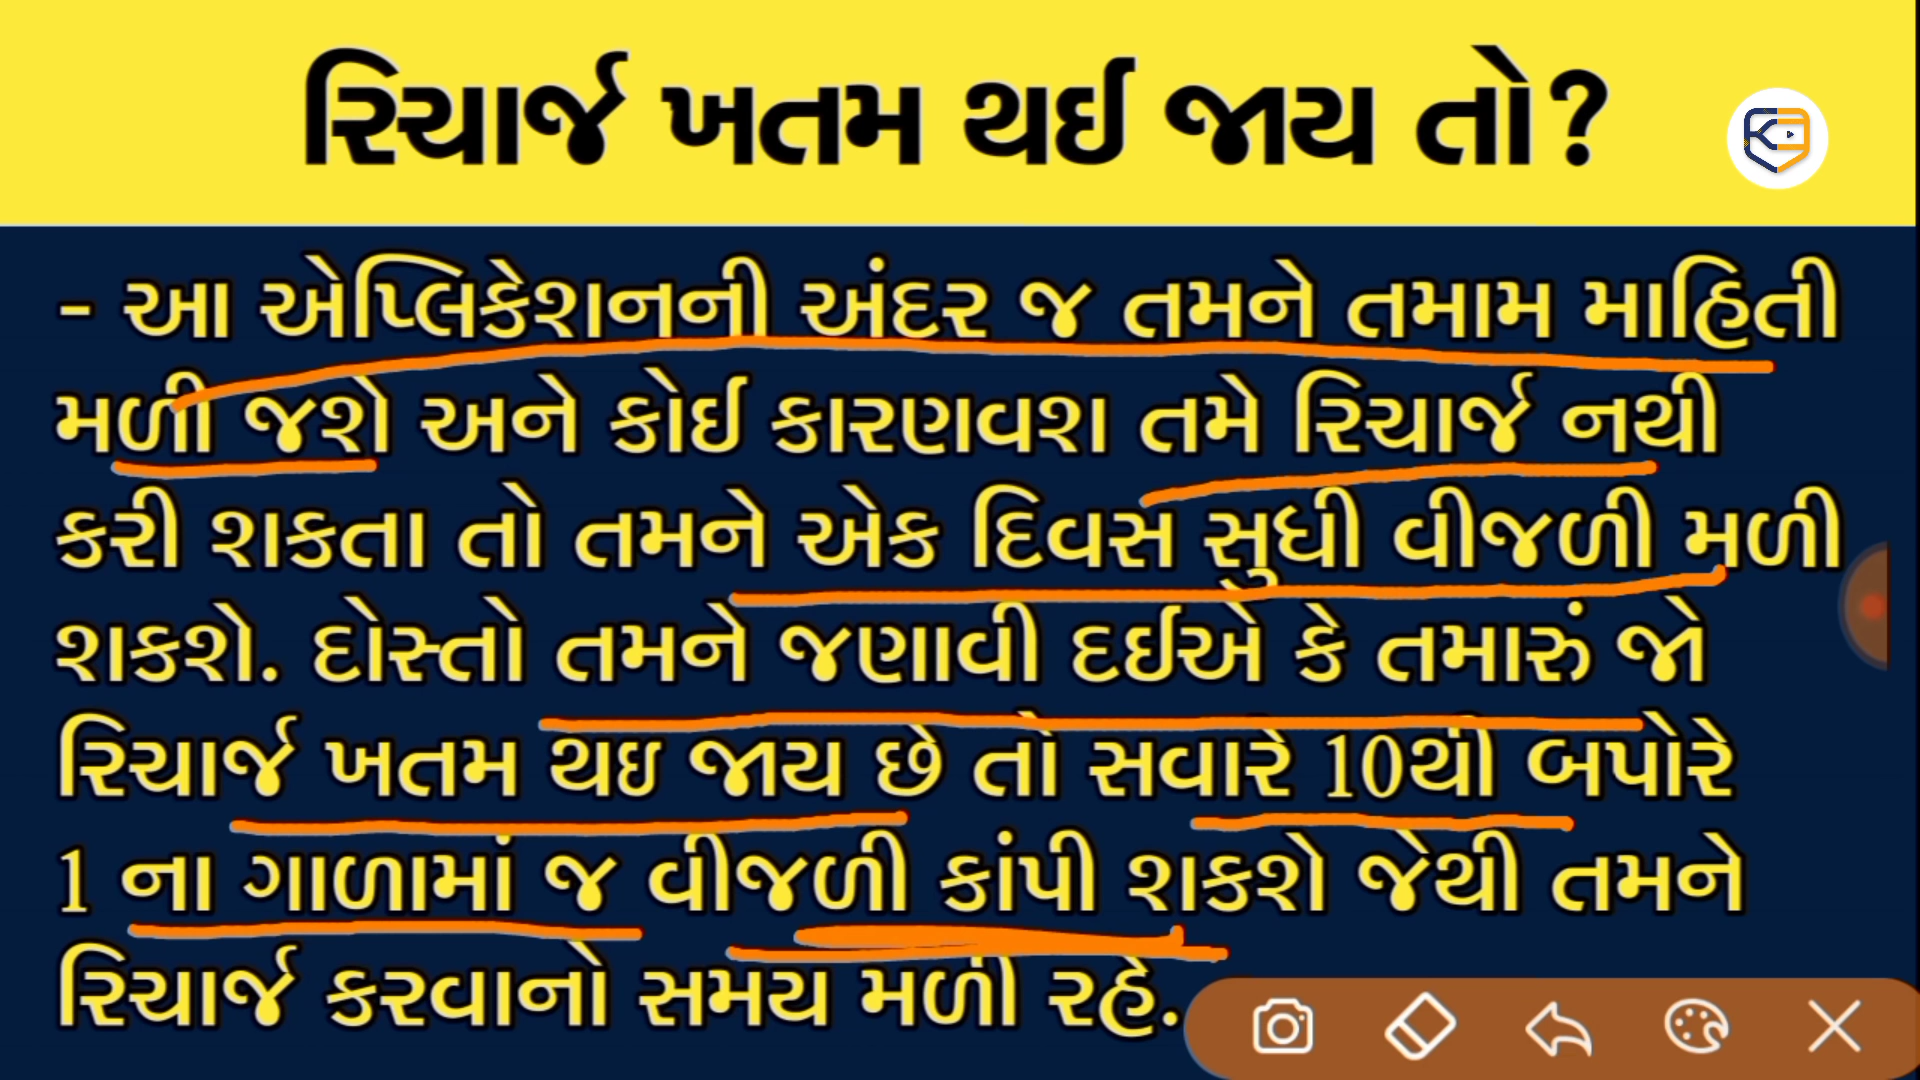 રિચાર્જ ખતમ થઈ જાય તો?
- આ એપ્લિકેશનની અંદર જ તમને તમામ માહિતી
મળી જશે અને કોઈ કારણવશ તમે રિચાર્જ નથી
કરી શકતા તો તમને એક દિવસ સુધી વીજળી મળી
શકશે. દોસ્તો તમને જણાવી દઈએ કે તમારું જો
રિચાર્જ ખતમ થઇ જાય છે તો સવારે 10થી બપોરે
1 ના ગાળામાં જ વીજળી કાંપી શકશે જેથી તમને
રિચાર્જ કરવાનો સમય મળી રહે.